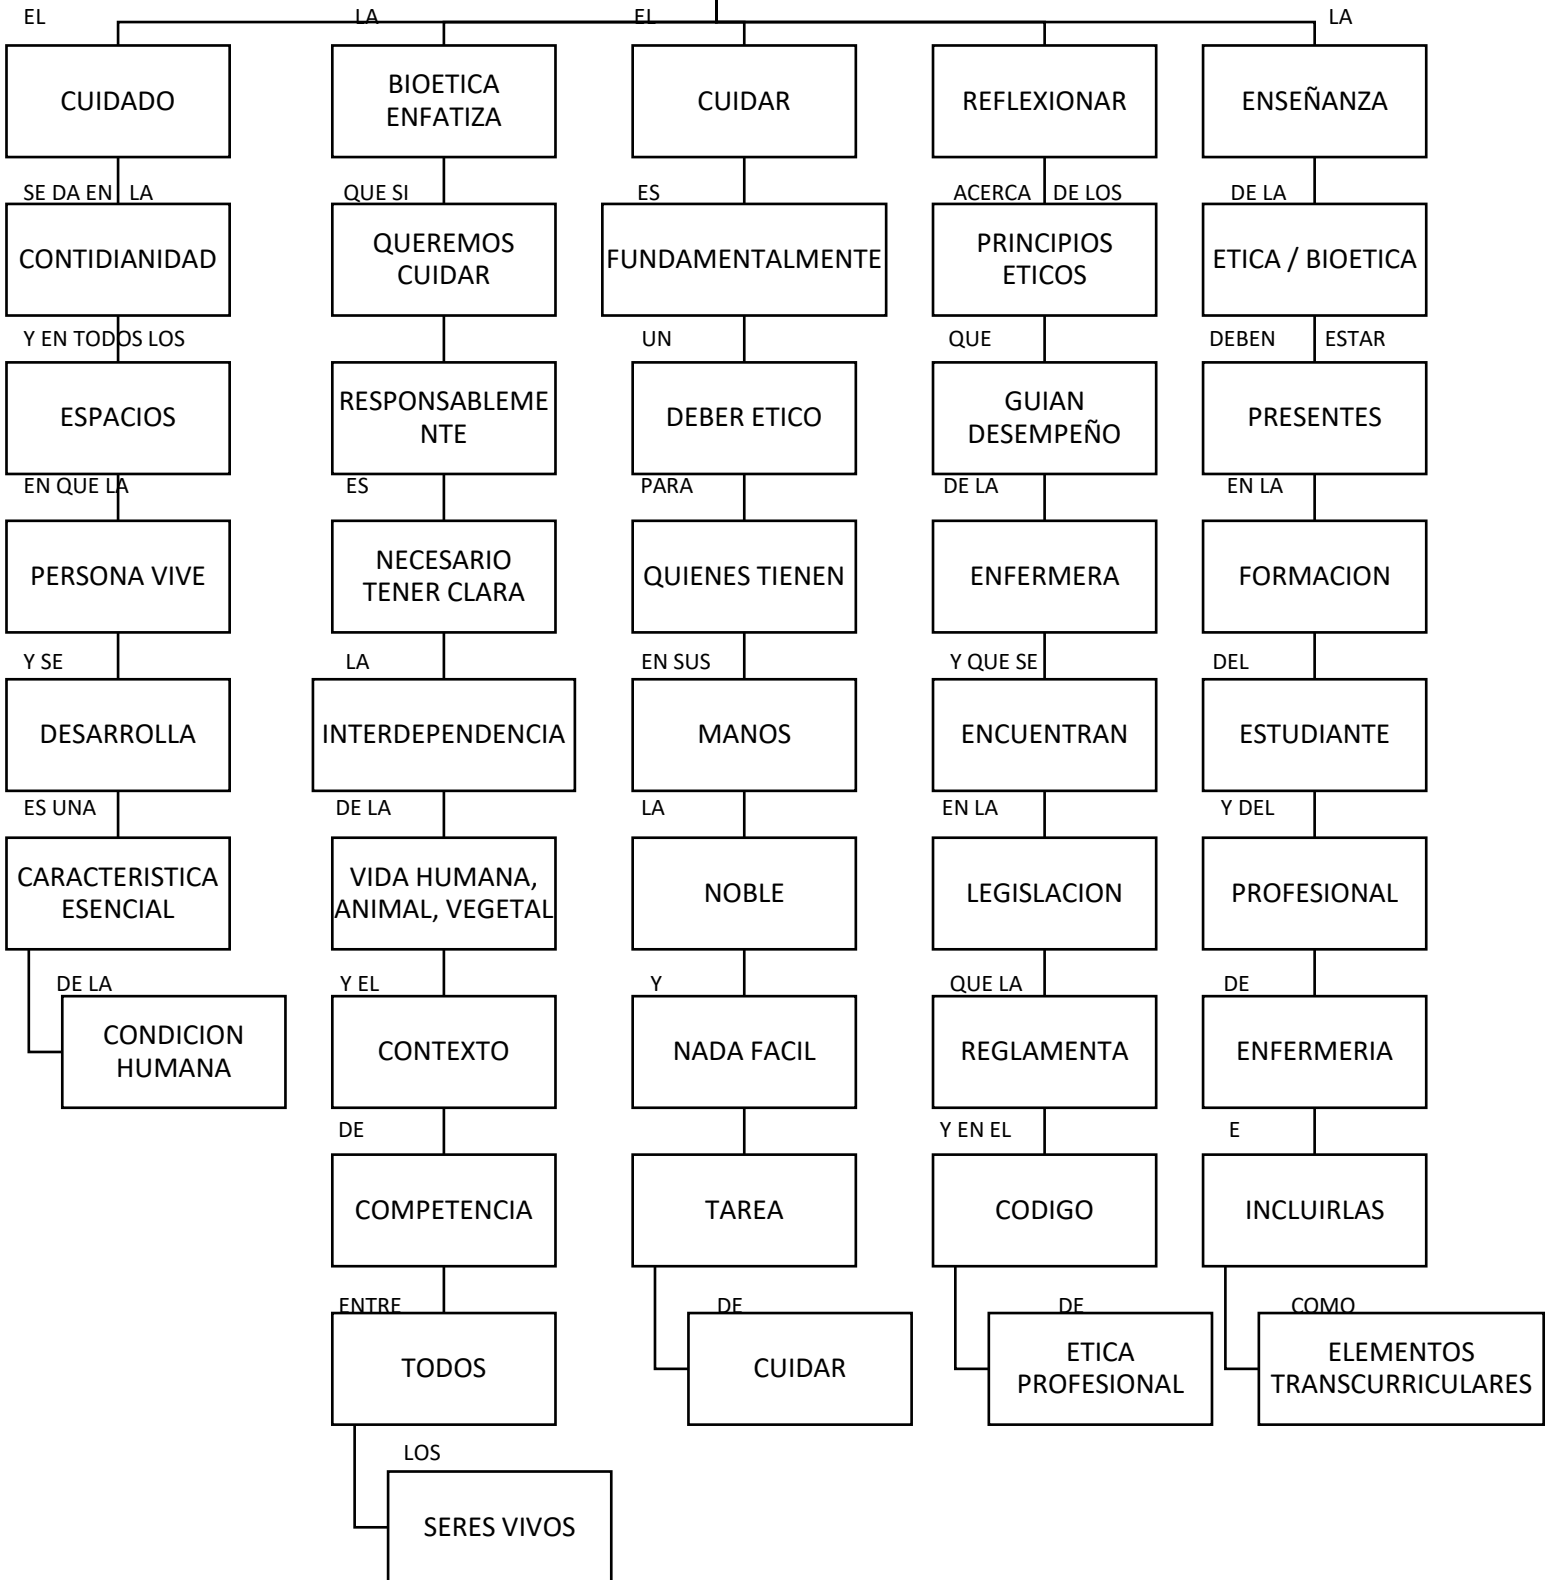 EL
CUIDADO
SE DA EN LA
CONTIDIANIDAD
Y EN TODOS LOS
ESPACIOS
EN QUE LA
PERSONA VIVE
Y SE
DESARROLLA
ES UNA
CARACTERISTICA
ESENCIAL
DE LA
CONDICION
HUMANA
LA
BIOETICA
ENFATIZA
QUE SI
QUEREMOS
CUIDAR
RESPONSABLEME
NTE
ES
NECESARIO
TENER CLARA
LA
INTERDEPENDENCIA
DE LA
VIDA HUMANA,
ANIMAL, VEGETAL
Y EL
CONTEXTO
DE
COMPETENCIA
ENTRE
TODOS
LOS
SERES VIVOS
EL
CUIDAR
ES
FUNDAMENTALMENTE
UN
DEBER ETICO
PARA
QUIENES TIENEN
EN SUS
MANOS
LA
NOBLE
Y
NADA FACIL
TAREA
DE
CUIDAR
REFLEXIONAR
ACERCA DE LOS
PRINCIPIOS
ETICOS
QUE
GUIAN
DESEMPEÑO
DE LA
ENFERMERA
Y QUE SE
ENCUENTRAN
EN LA
LEGISLACION
QUE LA
REGLAMENTA
Y EN EL
CODIGO
DE
ETICA
PROFESIONAL
LA
ENSEÑANZA
DE LA
ETICA / BIOETICA
DEBEN ESTAR
PRESENTES
EN LA
FORMACION
DEL
ESTUDIANTE
Y DEL
PROFESIONAL
DE
ENFERMERIA
E
INCLUIRLAS
COMO
ELEMENTOS
TRANSCURRICULARES